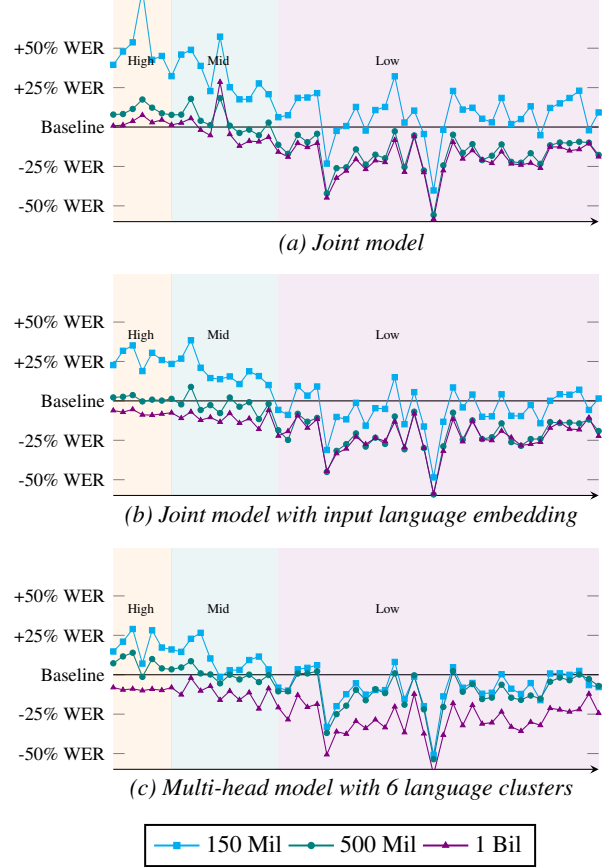 +50% WER
High
Mid
Low
+25% WER
Baseline
-25% WER
-50% WER
(a) Joint model
+50% WER
High
Mid
Low
+25% WER
Baseline
-25% WER
-50% WER
(b) Joint model with input language embedding
+50% WER
High
Mid
Low
+25% WER
Baseline
-25% WER
-50% WER
(c) Multi-head model with 6 language clusters
150 Mil 500 Mil 1 Bil